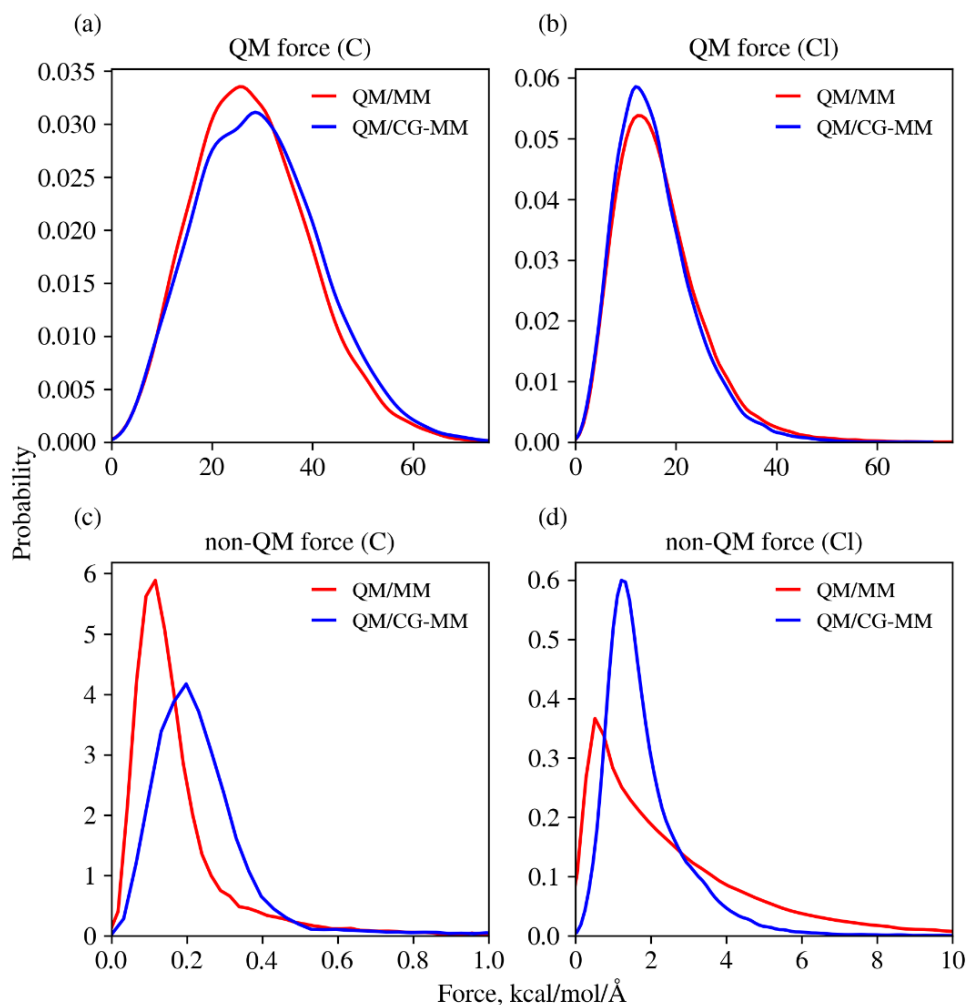 (a)
QM force (C)
0.035
0.030
0.025
0.020
0.015
0.010
0.005
0.000
0
20
40
60
QM/MM
QM/CG-MM
(b)
QM force (Cl)
0.06
0.05
0.04
0.03
0.02
0.01
0.00
0
20
40
60
QM/MM
QM/CG-MM
Probability
(c)
non-QM force (C)
6
5
4
3
2
1
0
0.0
0.2
0.4
0.6
0.8
1.0
QM/MM
QM/CG-MM
(d)
non-QM force (Cl)
0.6
0.5
0.4
0.3
0.2
0.1
0.0
0
2
4
6
8
10
QM/MM
QM/CG-MM
Force, kcal/mol/Å